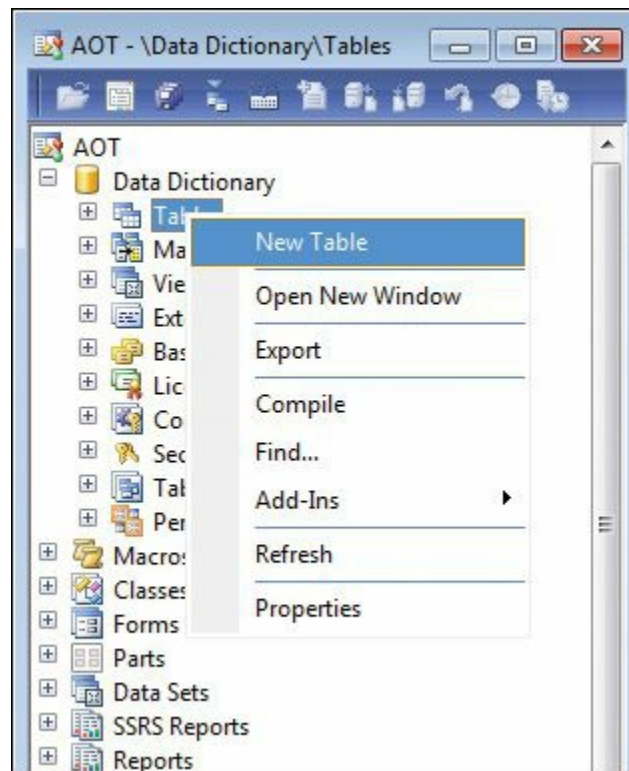 AOT - \Data Dictionary\Tables
AOT
Data Dictionary
New Table
Open New Window
Export
Compile
Find...
Add-Ins
Refresh
Properties
Macros
Classes
Forms
Parts
Data Sets
SSRS Reports
Reports